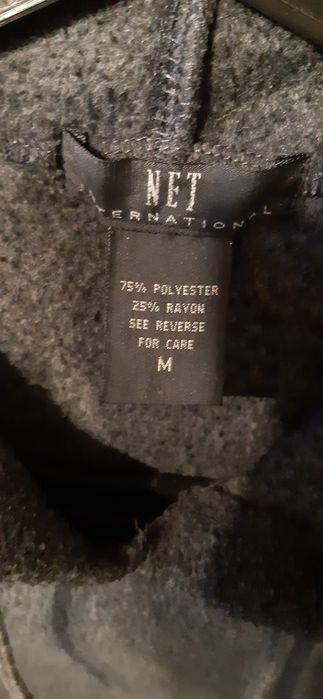 NET
INTERNATIONAL
75% POLYESTER
25% RAYON
SEE REVERSE
FOR CARE
M